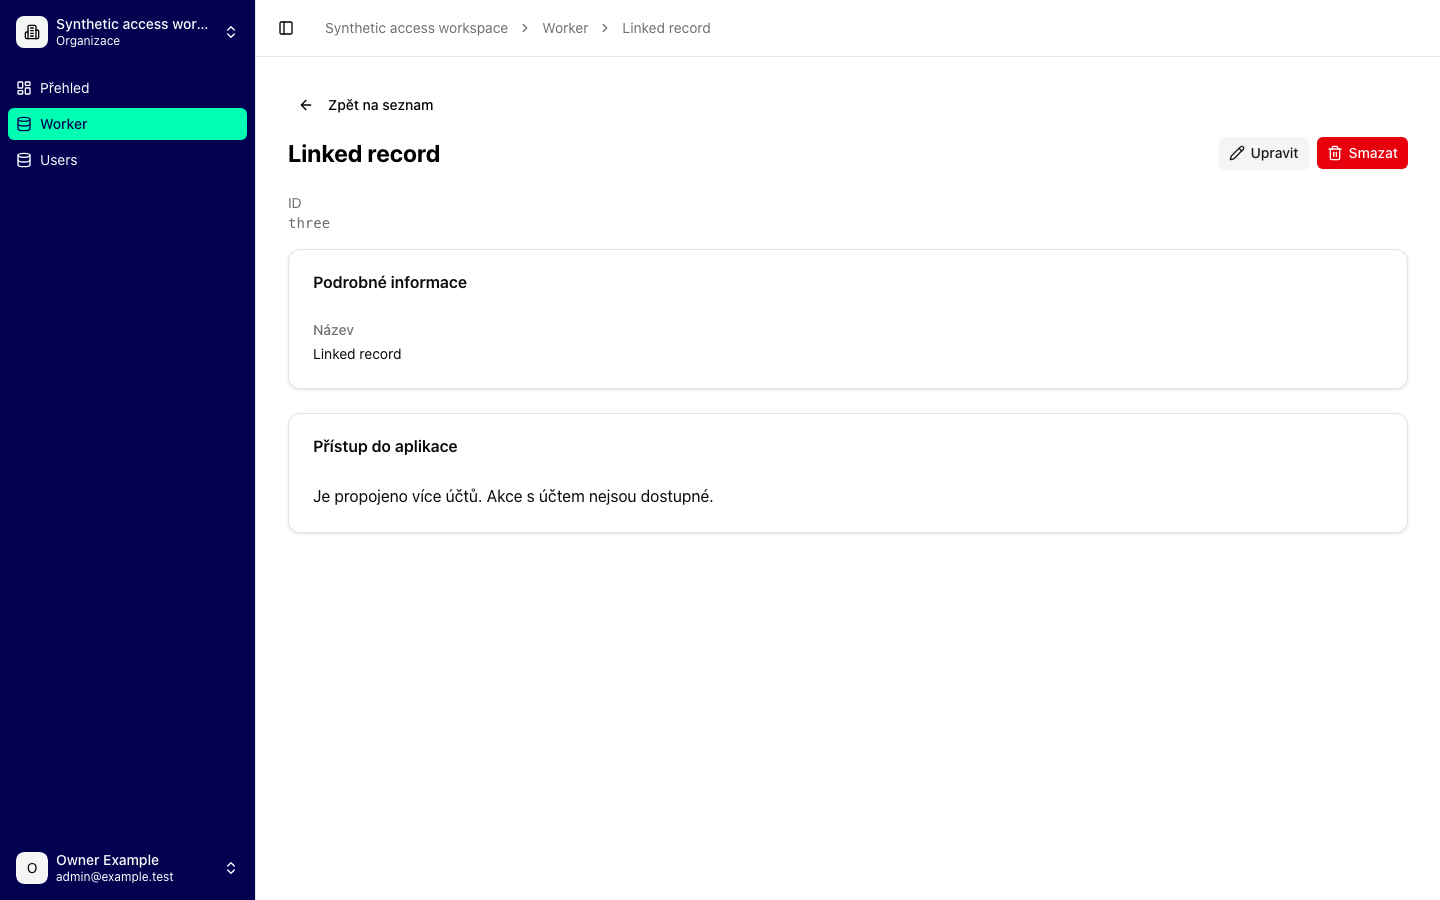 Synthetic access wor...
Organizace
Přehled
Worker
Users
Owner Example
admin@example.test
O
Synthetic access workspace > Worker > Linked record
Zpět na seznam
Linked record
Upravit
Smazat
ID
three
Podrobné informace
Název
Linked record
Přístup do aplikace
Je propojeno více účtů. Akce s účtem nejsou dostupné.